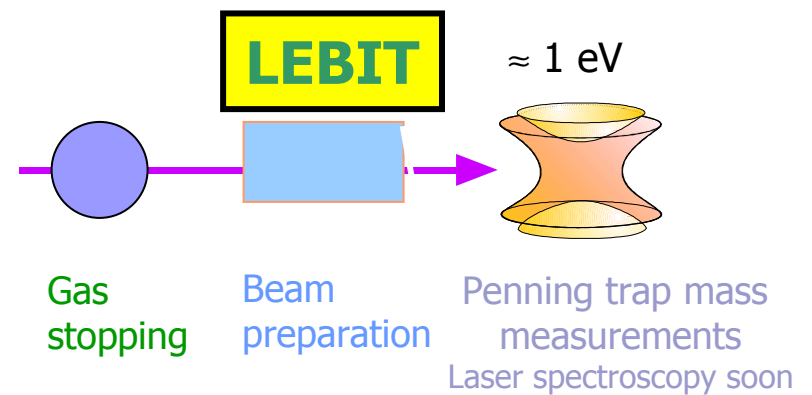 LEBIT
≈ 1 eV
Gas
stopping
Beam
preparation
Penning trap mass
measurements
Laser spectroscopy soon